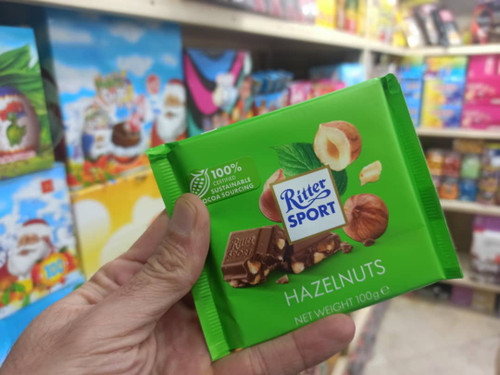 100%
CERTIFIED
SUSTAINABLE
COCOA SOURCING
Ritter
SPORT
HAZELNUTS
NET WEIGHT 100g e